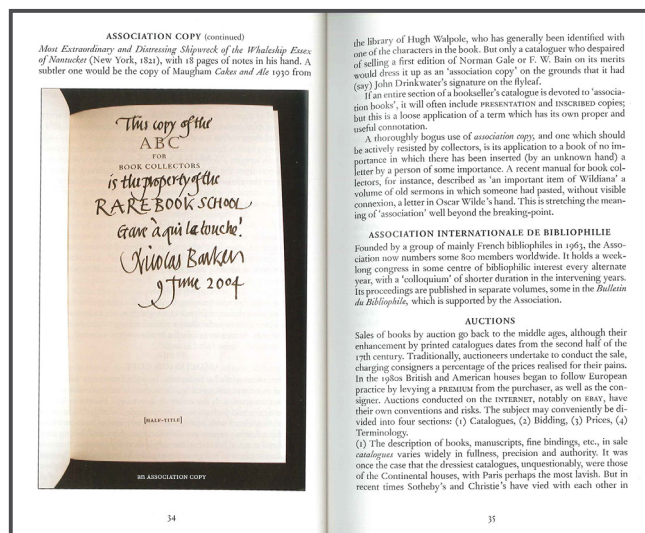 ASSOCIATION COPY (continued)
Most Extraordinary and Distressing Shipwreck of the Whaleship Essex
of Nantucket (New York, 1821), with 18 pages of notes in his hand. A
subtler one would be the copy of Maugham Cakes and Ale 1930 from
This copy of the
ABC
FOR
BOOK COLLECTORS
is the property of the
RARE BOOK SCHOOL
Gare à qui la touche!
Nicolas Barker
9 June 2004
[HALF-TITLE]
an ASSOCIATION COPY
34
the library of Hugh Walpole, who has generally been identified with
one of the characters in the book. But only a cataloguer who despaired
of selling a first edition of Norman Gale or F. W. Bain on its merits
would dress it up as an 'association copy' on the grounds that it had
(say) John Drinkwater's signature on the flyleaf.
If an entire section of a bookseller's catalogue is devoted to 'associa-
tion books', it will often include PRESENTATION and INSCRIBED copies;
but this is a loose application of a term which has its own proper and
useful connotation.
A thoroughly bogus use of association copy, and one which should
be actively resisted by collectors, is its application to a book of no im-
portance in which there has been inserted (by an unknown hand) a
letter by a person of some importance. A recent manual for book col-
lectors, for instance, described as 'an important item of Wildiana' a
volume of old sermons in which someone had pasted, without visible
connexion, a letter in Oscar Wilde's hand. This is stretching the mean-
ing of 'association' well beyond the breaking-point.
ASSOCIATION INTERNATIONALE DE BIBLIOPHILIE
Founded by a group of mainly French bibliophiles in 1963, the Asso-
ciation now numbers some 800 members worldwide. It holds a week-
long congress in some centre of bibliophilic interest every alternate
year, with a 'colloquium' of shorter duration in the intervening years.
Its proceedings are published in separate volumes, some in the Bulletin
du Bibliophile, which is supported by the Association.
AUCTIONS
Sales of books by auction go back to the middle ages, although their
enhancement by printed catalogues dates from the second half of the
17th century. Traditionally, auctioneers undertake to conduct the sale,
charging consigners a percentage of the prices realised for their pains.
In the 1980s British and American houses began to follow European
practice by levying a PREMIUM from the purchaser, as well as the con-
signer. Auctions conducted on the INTERNET, notably on EBAY, have
their own conventions and risks. The subject may conveniently be di-
vided into four sections: (1) Catalogues, (2) Bidding, (3) Prices, (4)
Terminology.
(1) The description of books, manuscripts, fine bindings, etc., in sale
catalogues varies widely in fullness, precision and authority. It was
once the case that the dressiest catalogues, unquestionably, were those
of the Continental houses, with Paris perhaps the most lavish. But in
recent times Sotheby's and Christie's have vied with each other in
35